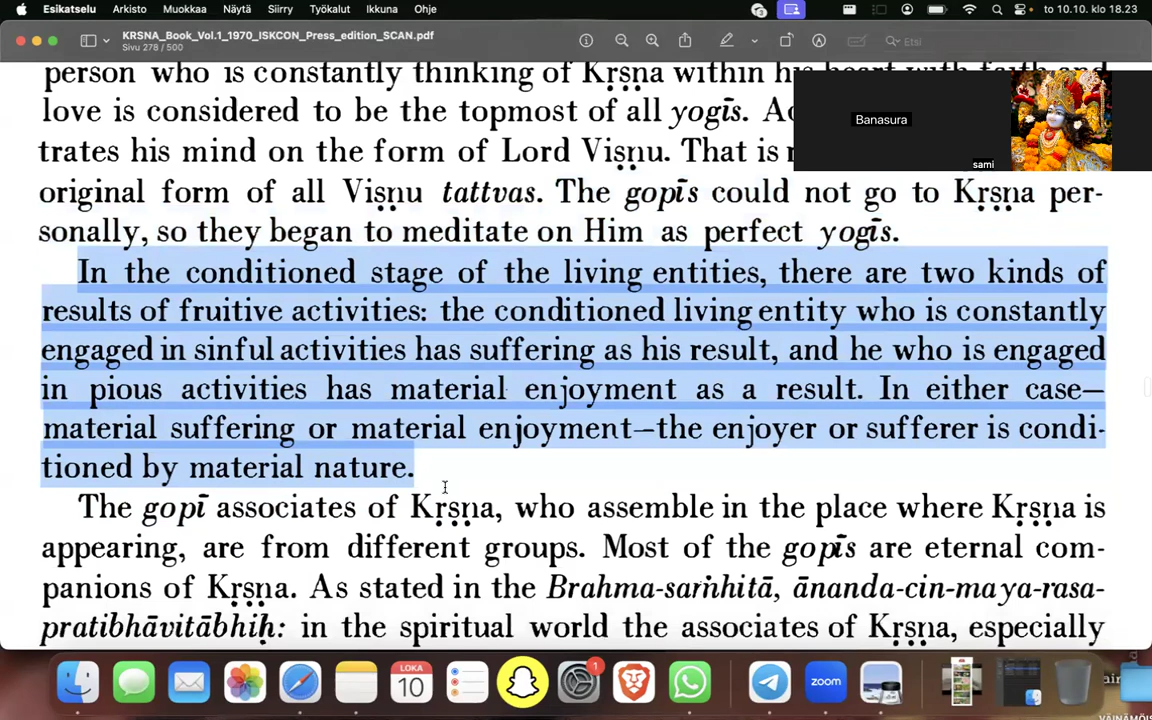 Esikatselu Arkisto Muokkaa Näytä Siirry Työkalut Ikkuna Ohje to 10.10. klo 18.23
KRSNA_Book_Vol.1_1970_ISKCON_Press_edition_SCAN.pdf
Sivu 278 / 500
Etsi
person who is constantly thinking of Kṛṣṇa within his heart with faith and
love is considered to be the topmost of all yogīs.
Banasura
sami
trates his mind on the form of Lord Viṣṇu. That is
original form of all Viṣṇu tattvas. The gopīs could not go to Kṛṣṇa per-
sonally, so they began to meditate on Him as perfect yogīs.
In the conditioned stage of the living entities, there are two kinds of
results of fruitive activities: the conditioned living entity who is constantly
engaged in sinful activities has suffering as his result, and he who is engaged
in pious activities has material enjoyment as a result. In either case—
material suffering or material enjoyment—the enjoyer or sufferer is condi-
tioned by material nature.
The gopī associates of Kṛṣṇa, who assemble in the place where Kṛṣṇa is
appearing, are from different groups. Most of the gopīs are eternal com-
panions of Kṛṣṇa. As stated in the Brahma-saṁhitā, ānanda-cin-maya-rasa-
pratibhāvitābhiḥ: in the spiritual world the associates of Kṛṣṇa, especially
LOKA
10
1
zoom